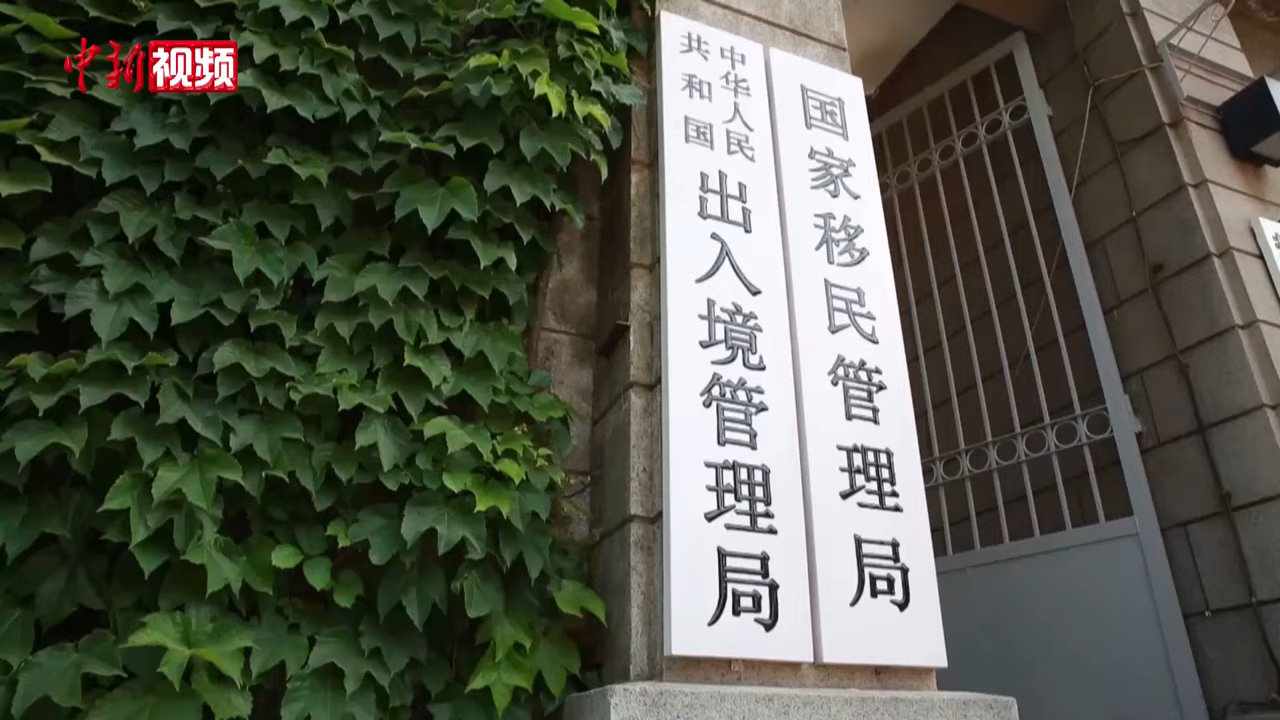 中新视频
国家移民管理局
中华人民
共和国
出入境管理局